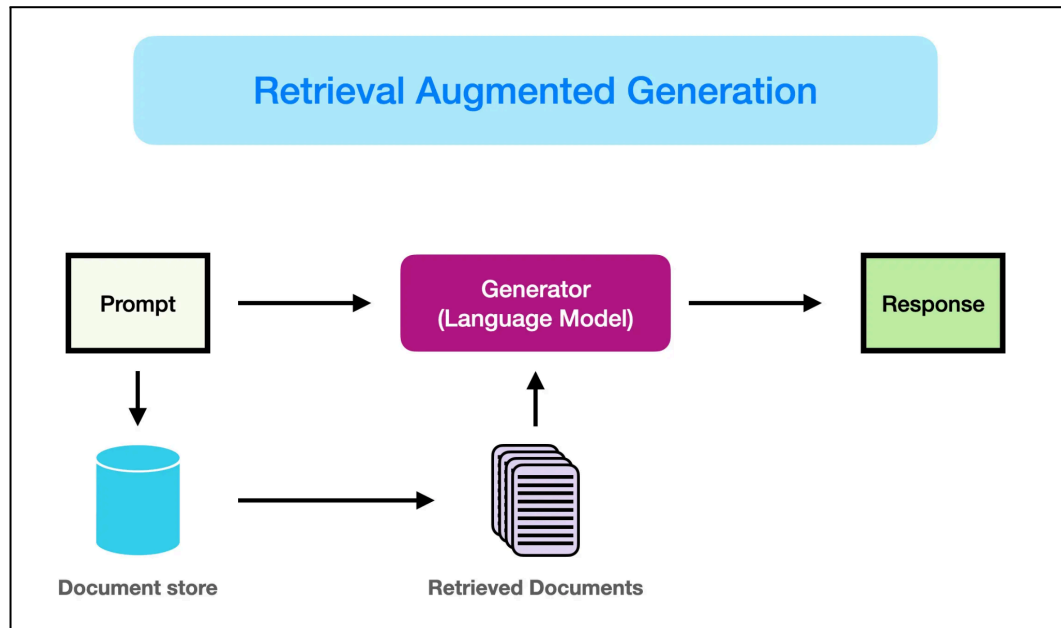 Retrieval Augmented Generation
Prompt
Generator
(Language Model)
Response
Document store
Retrieved Documents